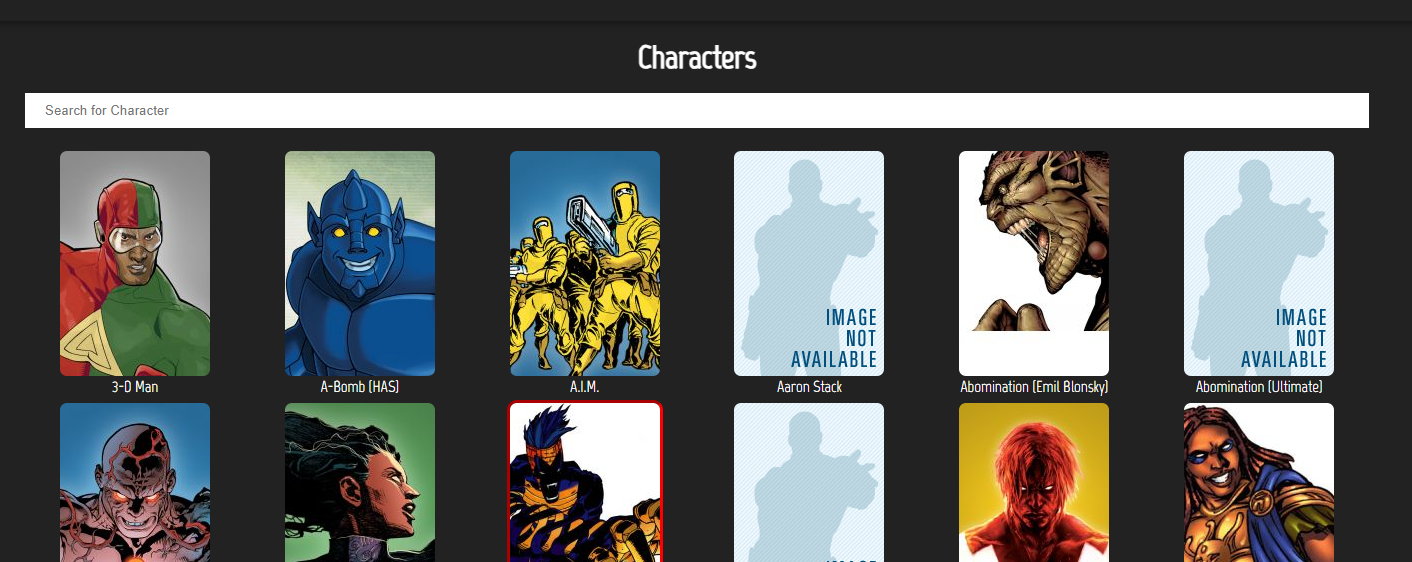 Characters
Search for Character
IMAGE
NOT
AVAILABLE
IMAGE
NOT
AVAILABLE
3-D Man
A-Bomb (HAS)
A.I.M.
Aaron Stack
Abomination (Emil Blonsky)
Abomination (Ultimate)